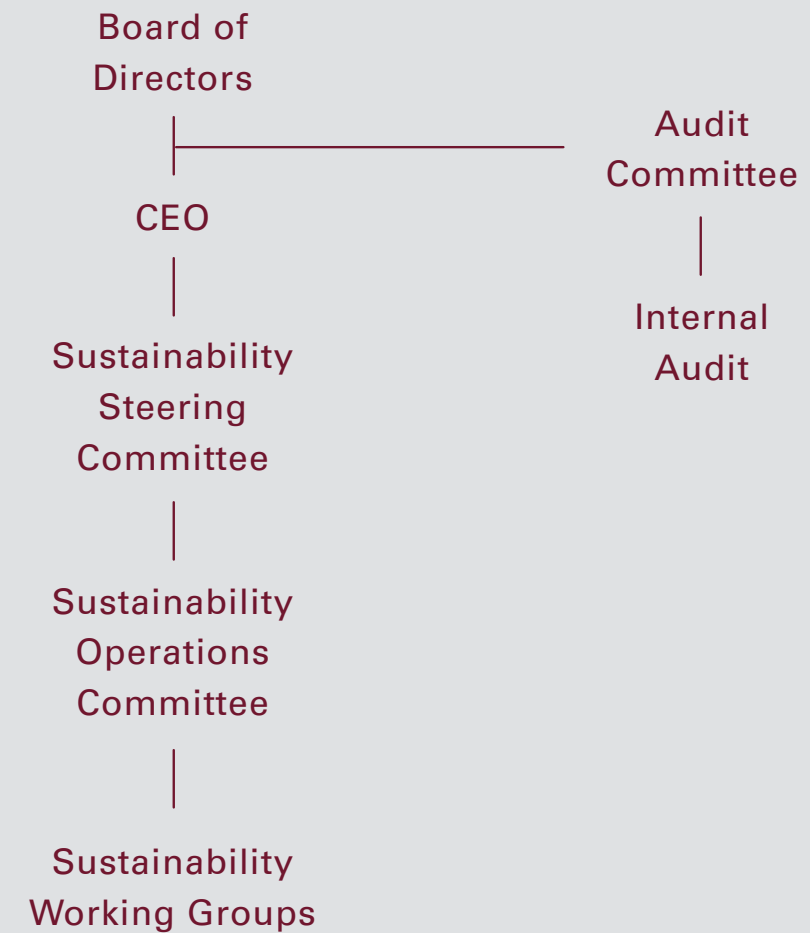 Board of
Directors
Audit
Committee
CEO
Internal
Audit
Sustainability
Steering
Committee
Sustainability
Operations
Committee
Sustainability
Working Groups